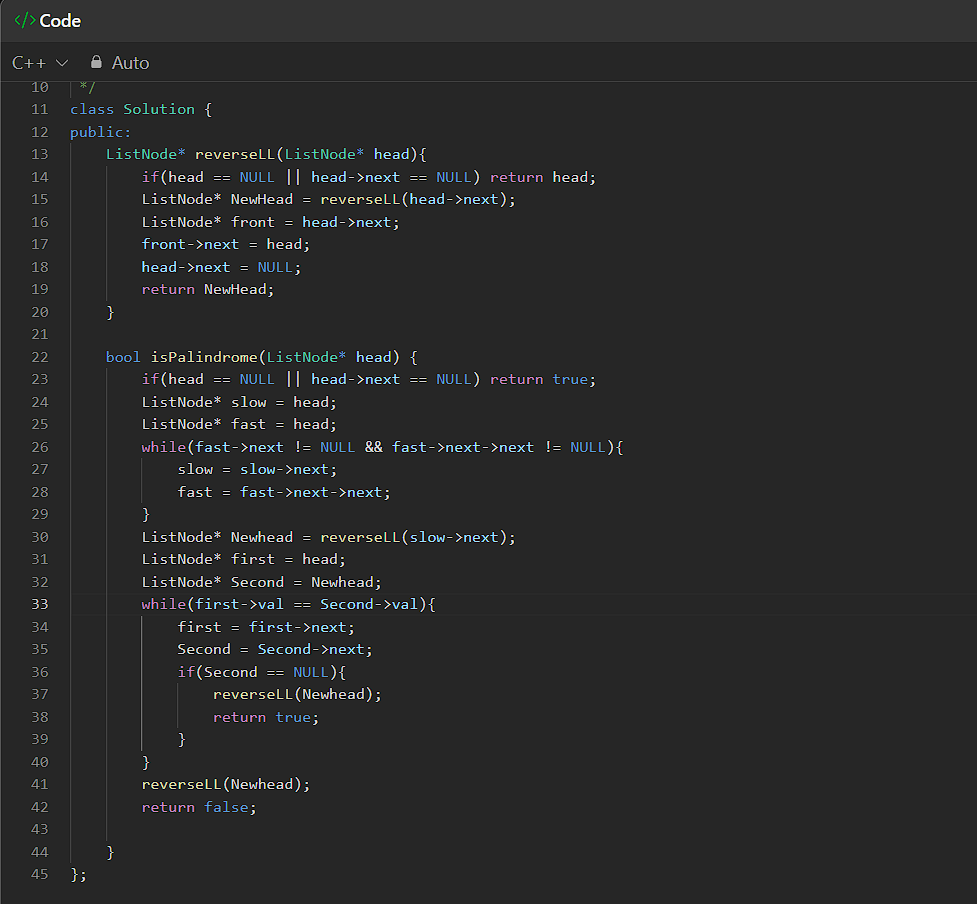 </> Code
C++ Auto
10 */
11 class Solution {
12 public:
13     ListNode* reverseLL(ListNode* head){
14         if(head == NULL || head->next == NULL) return head;
15         ListNode* NewHead = reverseLL(head->next);
16         ListNode* front = head->next;
17         front->next = head;
18         head->next = NULL;
19         return NewHead;
20     }
21
22     bool isPalindrome(ListNode* head) {
23         if(head == NULL || head->next == NULL) return true;
24         ListNode* slow = head;
25         ListNode* fast = head;
26         while(fast->next != NULL && fast->next->next != NULL){
27             slow = slow->next;
28             fast = fast->next->next;
29         }
30         ListNode* Newhead = reverseLL(slow->next);
31         ListNode* first = head;
32         ListNode* Second = Newhead;
33         while(first->val == Second->val){
34             first = first->next;
35             Second = Second->next;
36             if(Second == NULL){
37                 reverseLL(Newhead);
38                 return true;
39             }
40         }
41         reverseLL(Newhead);
42         return false;
43
44     }
45 };